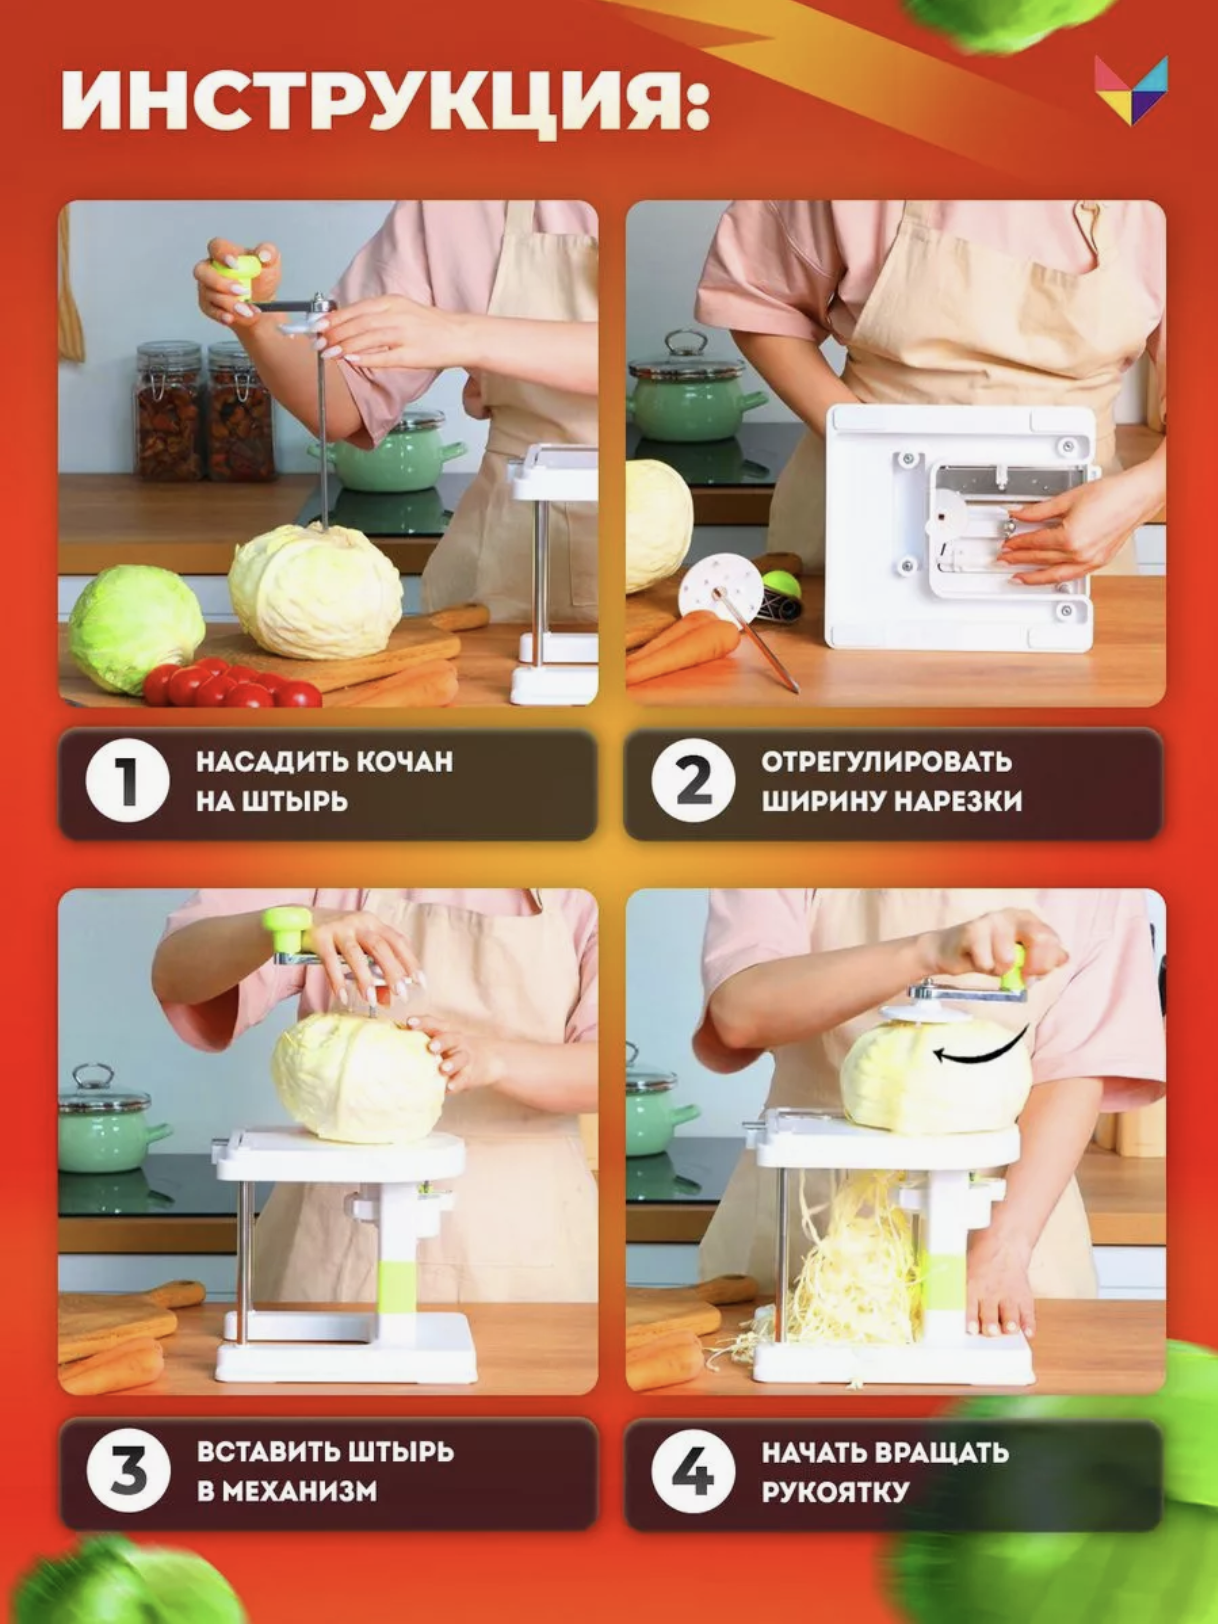 ИНСТРУКЦИЯ:
1
НАСАДИТЬ КОЧАН
НА ШТЫРЬ
2
ОТРЕГУЛИРОВАТЬ
ШИРИНУ НАРЕЗКИ
3
ВСТАВИТЬ ШТЫРЬ
В МЕХАНИЗМ
4
НАЧАТЬ ВРАЩАТЬ
РУКОЯТКУ